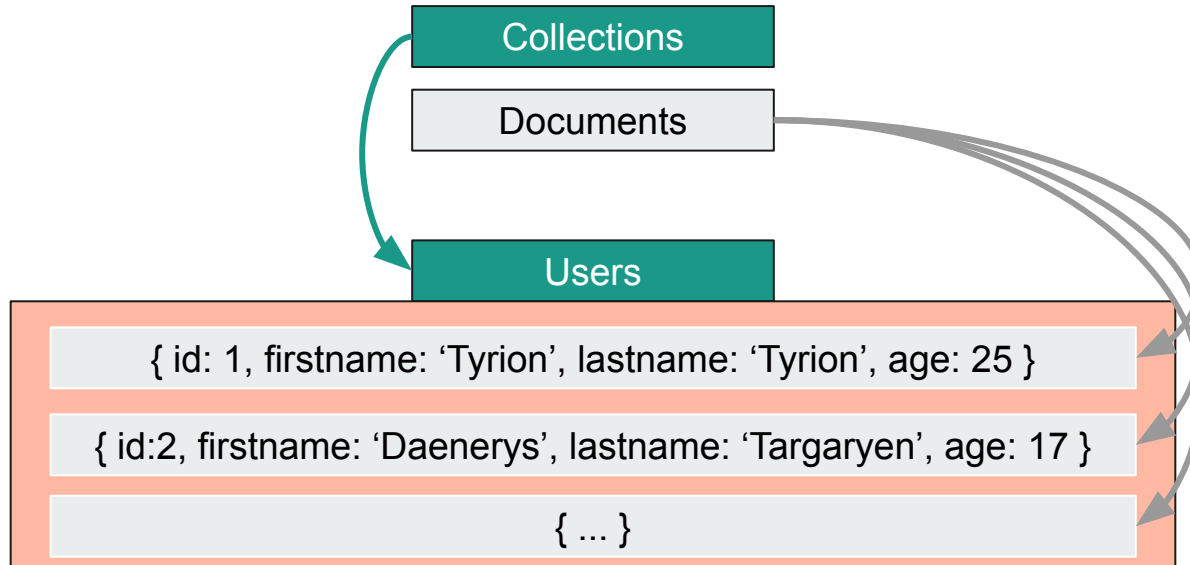 Collections
Documents
Users
{ id: 1, firstname: ‘Tyrion’, lastname: ‘Tyrion’, age: 25 }
{ id:2, firstname: ‘Daenerys’, lastname: ‘Targaryen’, age: 17 }
{ ... }